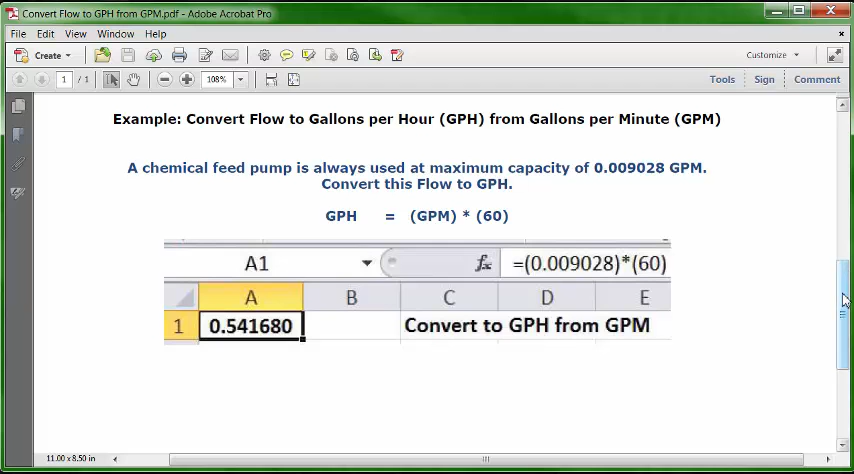 Convert Flow to GPH from GPM.pdf - Adobe Acrobat Pro
File Edit View Window Help
Create Customize
1 / 1 108% Tools Sign Comment
Example: Convert Flow to Gallons per Hour (GPH) from Gallons per Minute (GPM)
A chemical feed pump is always used at maximum capacity of 0.009028 GPM.
Convert this Flow to GPH.
GPH = (GPM) * (60)
A1 fx =(0.009028)*(60)
A B C D E
1 0.541680 Convert to GPH from GPM
11.00 x 8.50 in